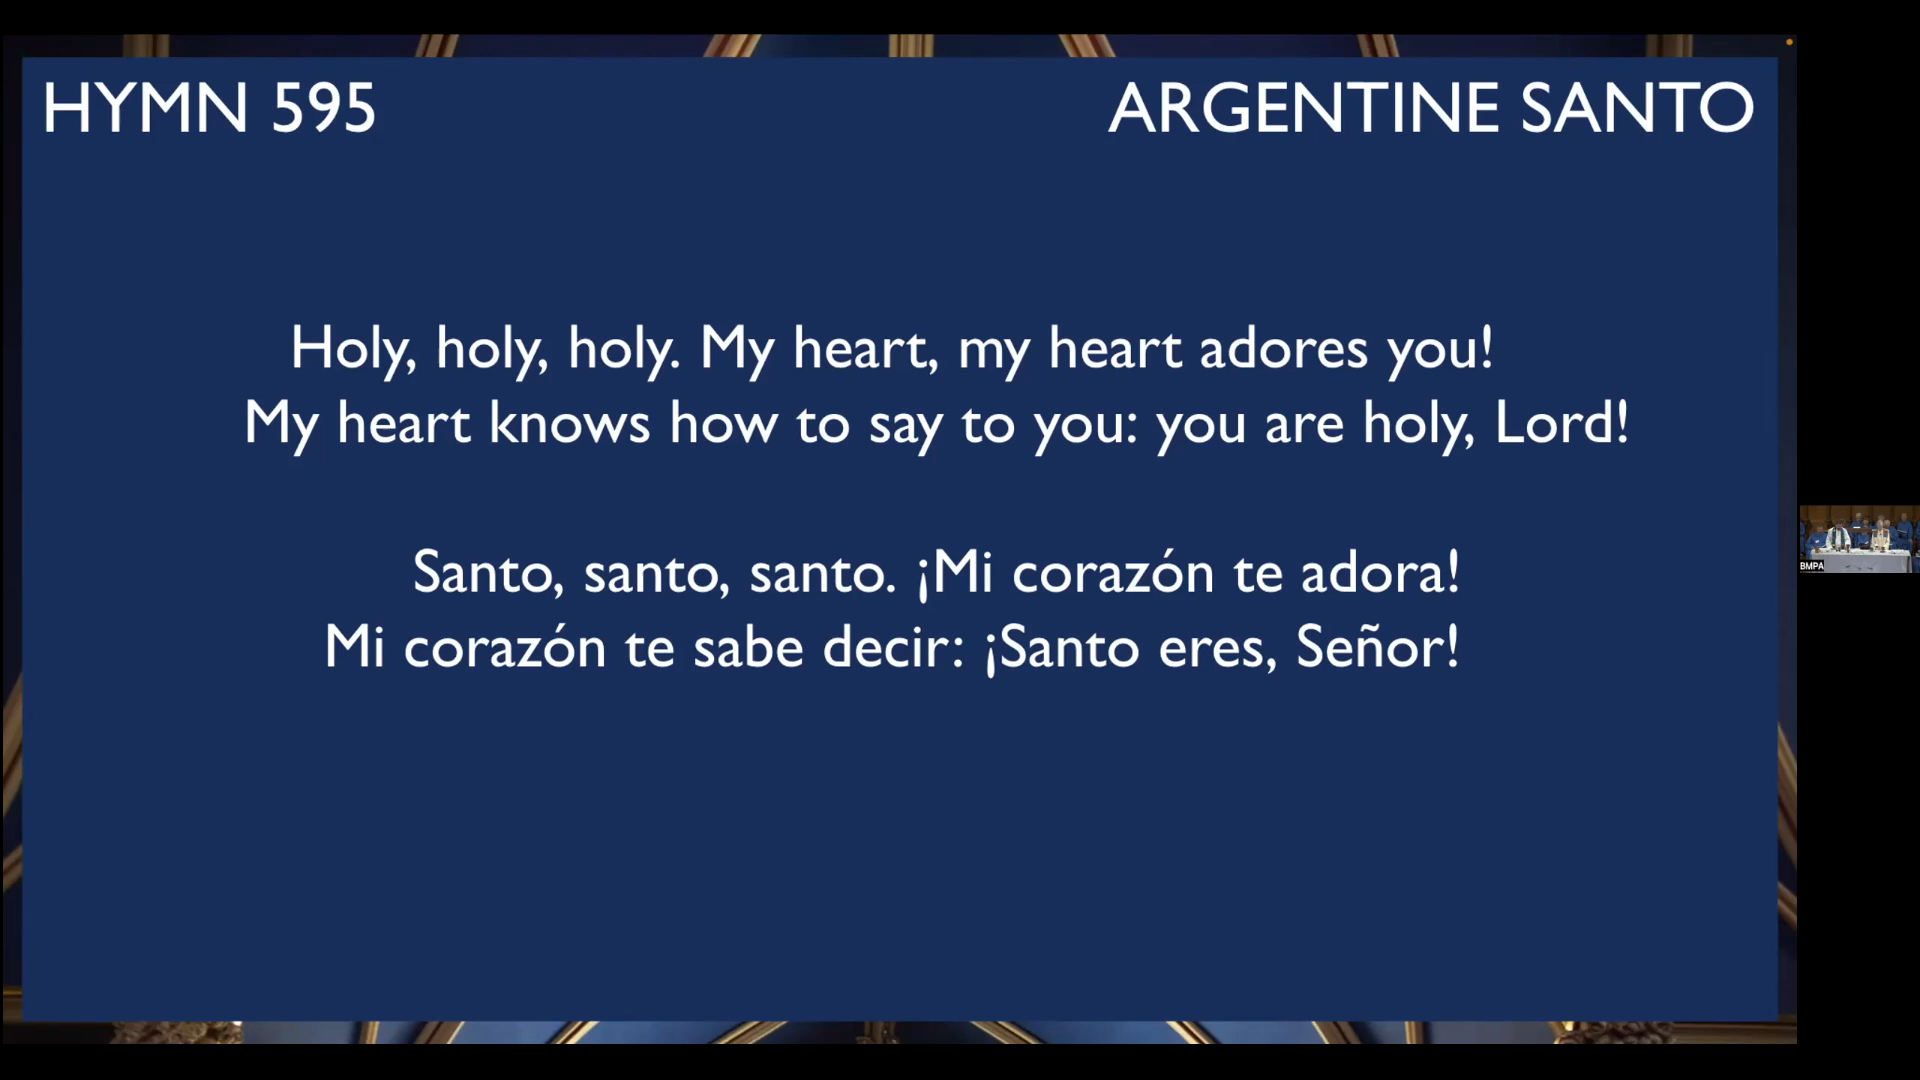 HYMN 595
ARGENTINE SANTO
Holy, holy, holy. My heart, my heart adores you!
My heart knows how to say to you: you are holy, Lord!
Santo, santo, santo. ¡Mi corazón te adora!
Mi corazón te sabe decir: ¡Santo eres, Señor!
BMPA